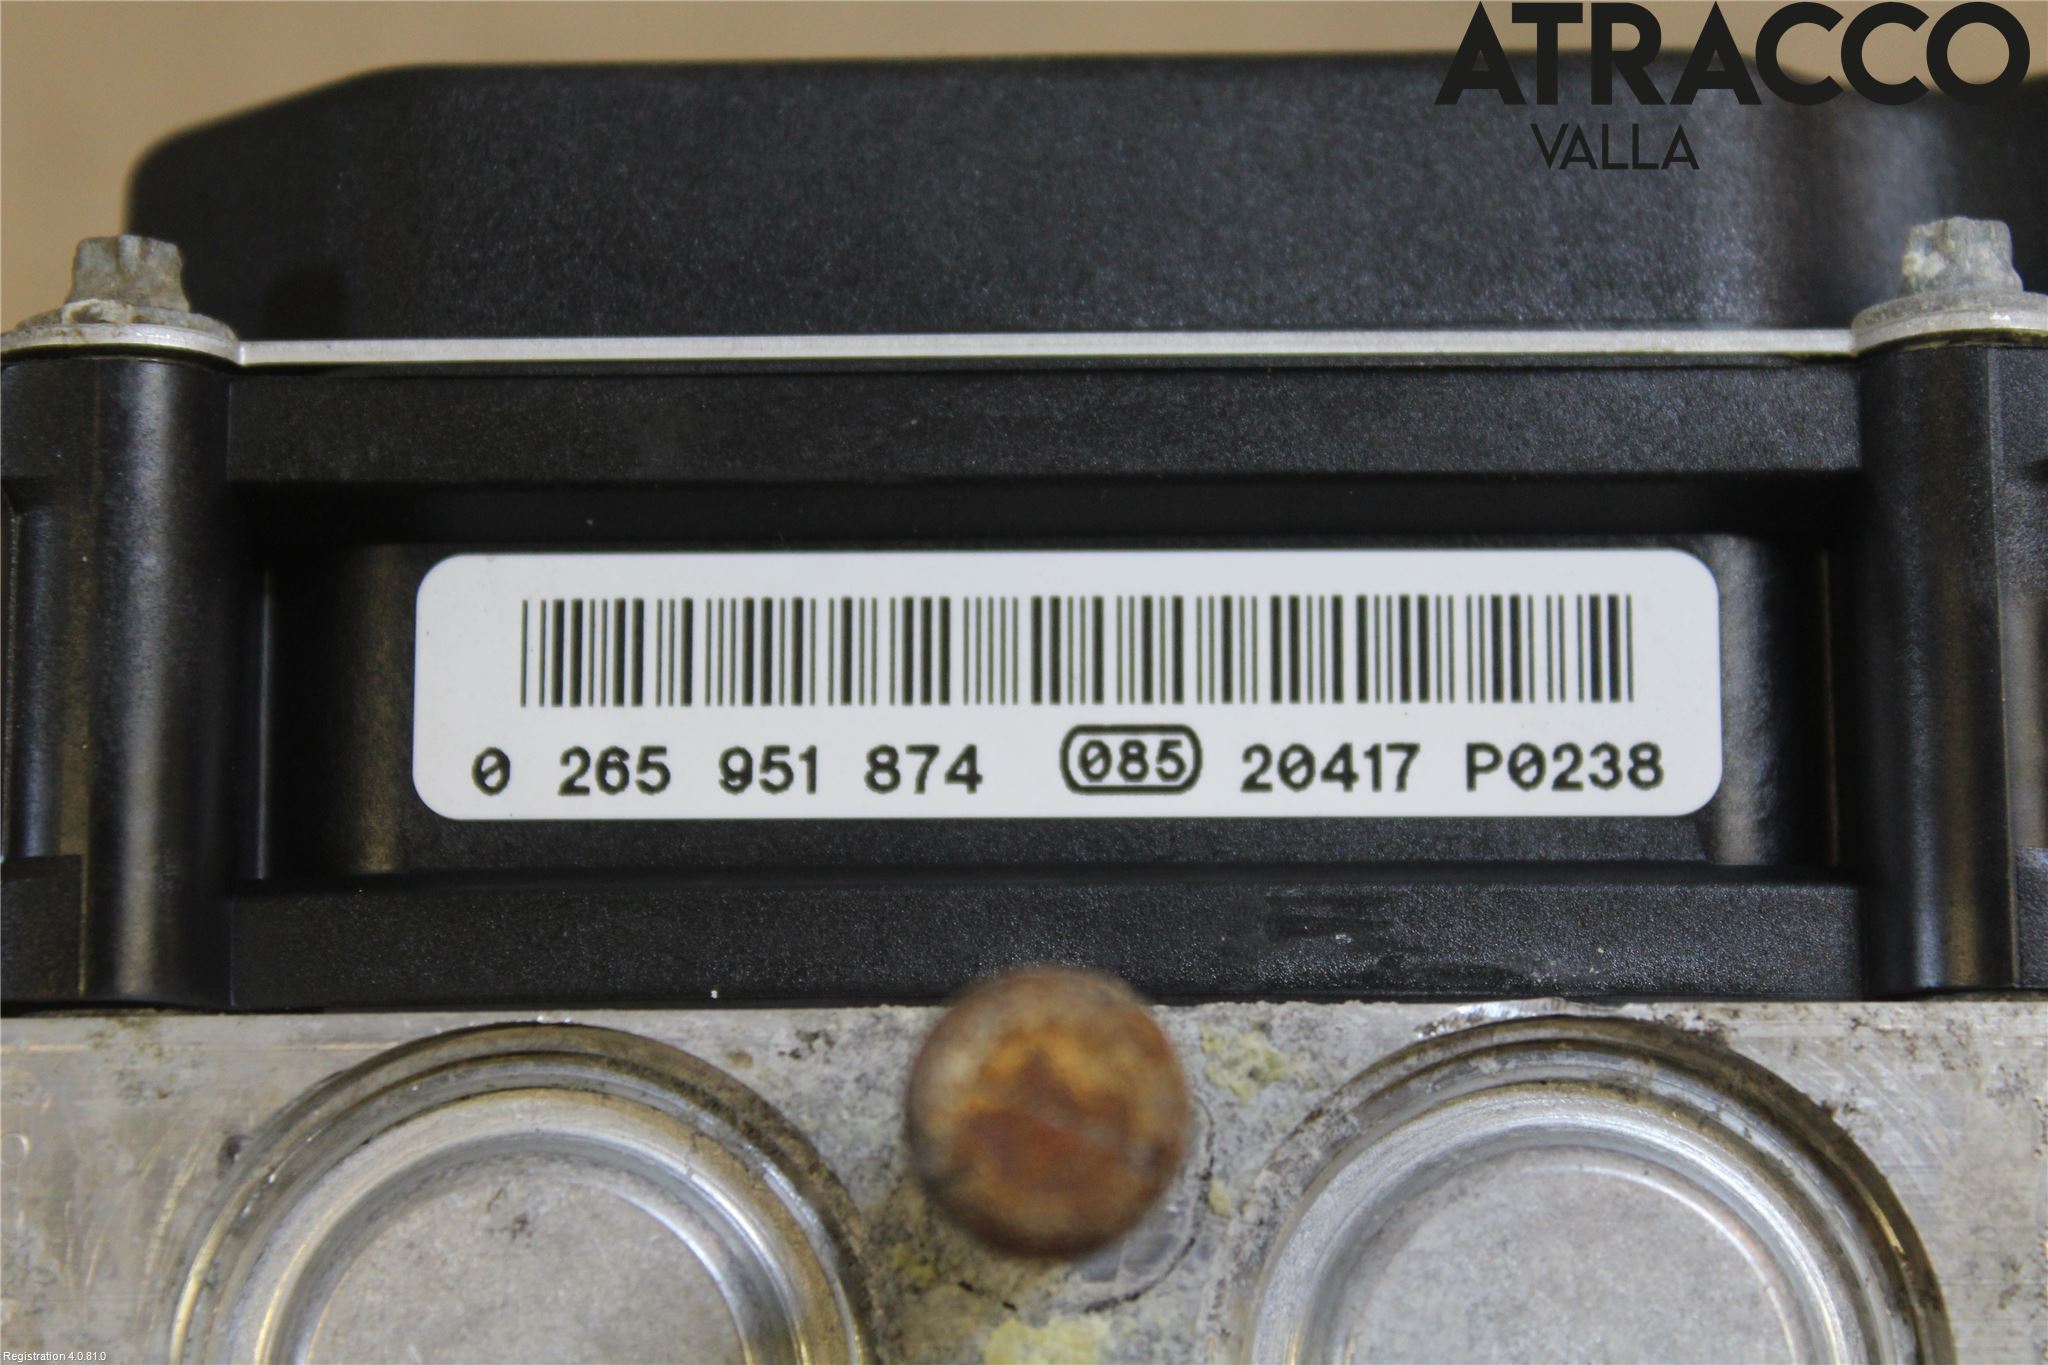 ATRACCO
VALLA
0 265 951 874 085 20417 P0238
Registration 4.0.81.0